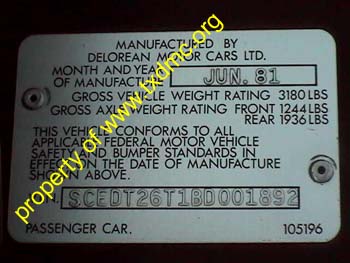 MANUFACTURED BY
DELOREAN MOTOR CARS LTD.
MONTH AND YEAR
OF MANUFACTURE JUN. 81
GROSS VEHICLE WEIGHT RATING 3180 LBS
GROSS AXLE WEIGHT RATING FRONT 1244 LBS
REAR 1936 LBS
THIS VEHICLE CONFORMS TO ALL
APPLICABLE FEDERAL MOTOR VEHICLE
SAFETY AND BUMPER STANDARDS IN
EFFECT ON THE DATE OF MANUFACTURE
SHOWN ABOVE.
SCEDT26T1BD001892
PASSENGER CAR. 105196
property of www.txdmc.org